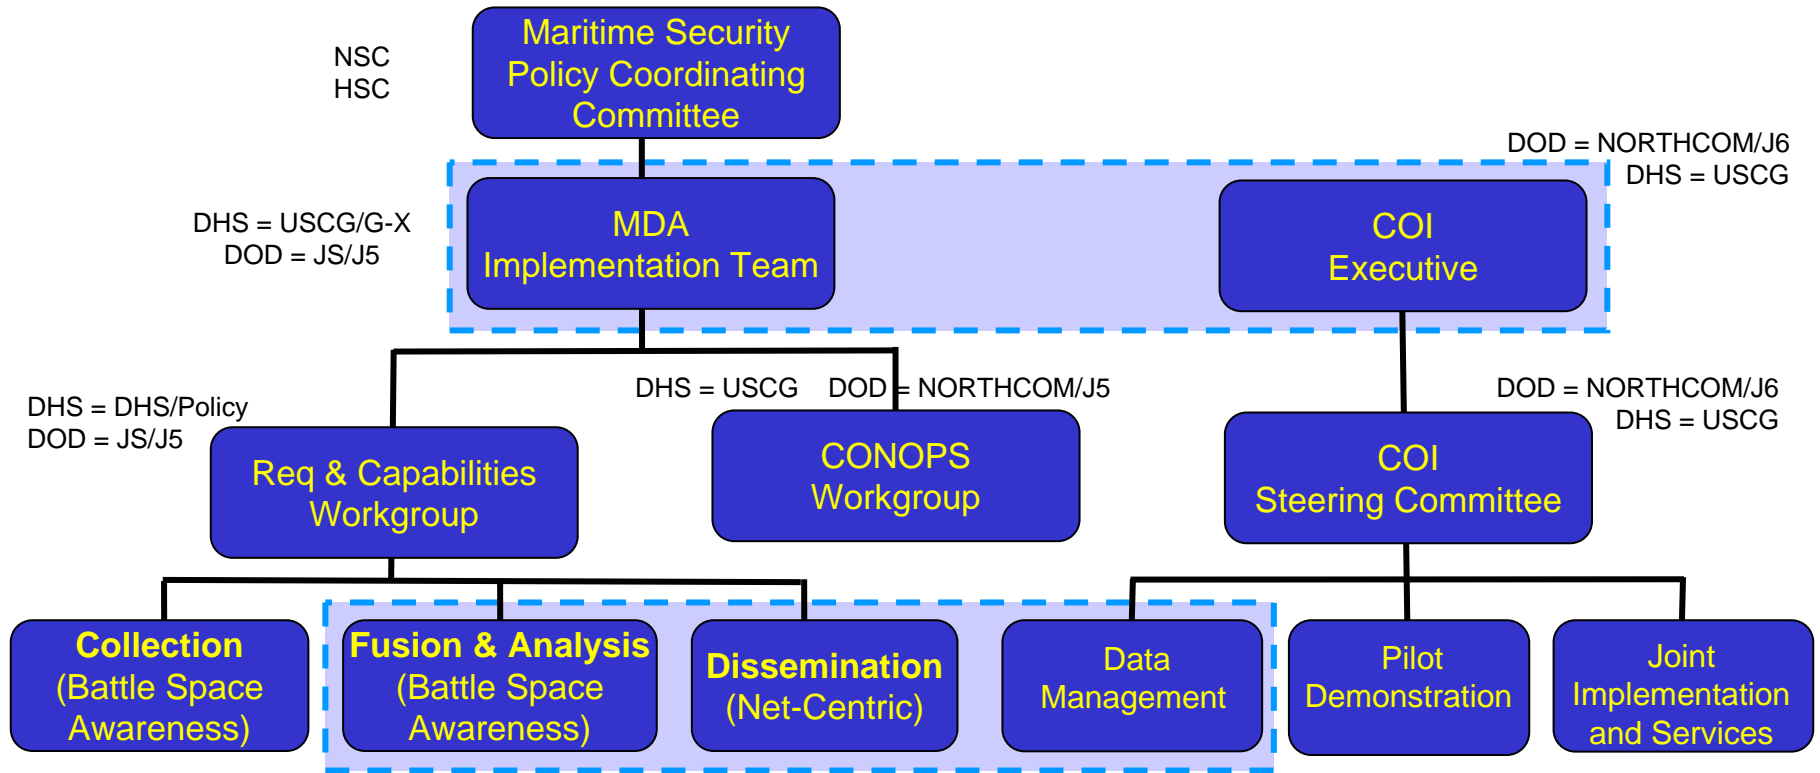 Maritime Security
Policy Coordinating
Committee
NSC
HSC
DOD = NORTHCOM/J6
DHS = USCG
DHS = USCG/G-X
DOD = JS/J5
MDA
Implementation Team
COI
Executive
DHS = DHS/Policy
DOD = JS/J5
DHS = USCG DOD = NORTHCOM/J5
DOD = NORTHCOM/J6
DHS = USCG
Req & Capabilities
Workgroup
CONOPS
Workgroup
COI
Steering Committee
Collection
(Battle Space
Awareness)
Fusion & Analysis
(Battle Space
Awareness)
Dissemination
(Net-Centric)
Data
Management
Pilot
Demonstration
Joint
Implementation
and Services